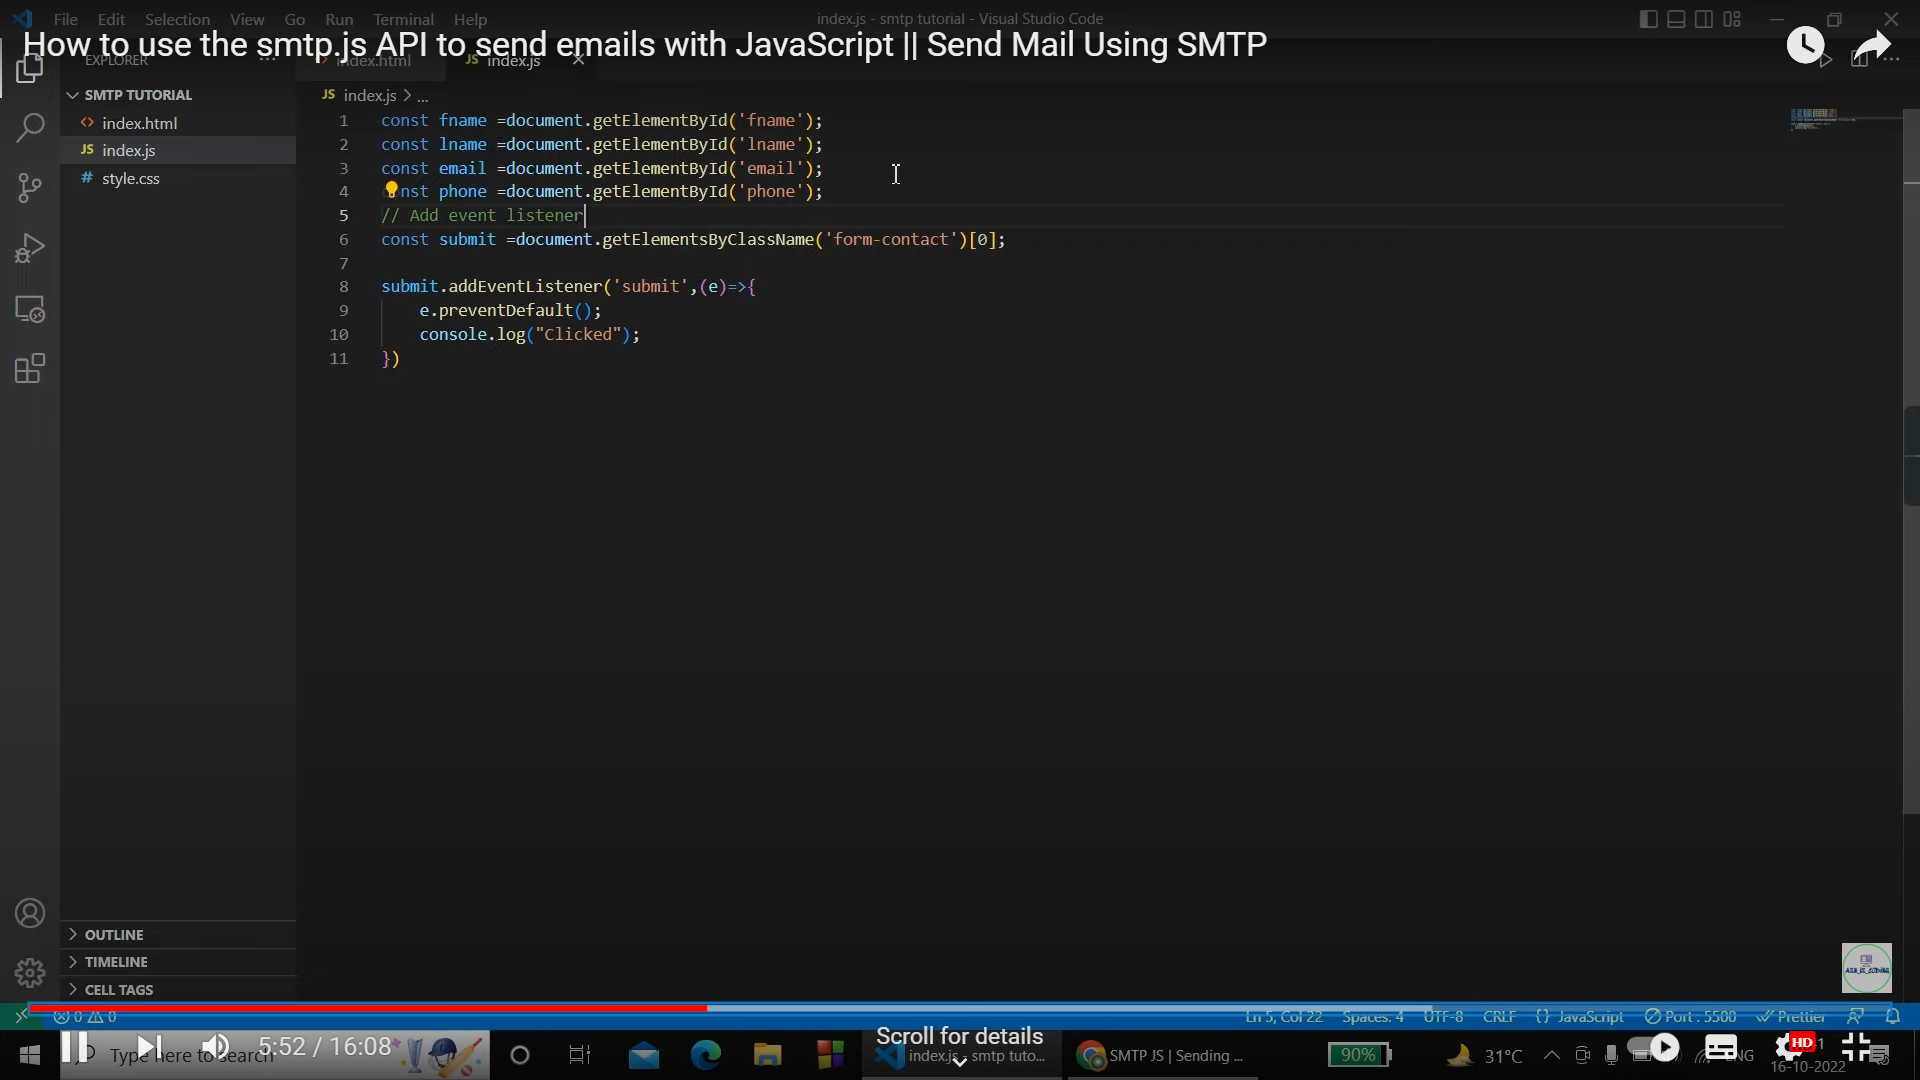 File Edit Selection View Go Run Terminal Help index.js - smtp tutorial - Visual Studio Code
How to use the smtp.js API to send emails with JavaScript || Send Mail Using SMTP
EXPLORER ... index.html JS index.js
SMTP TUTORIAL
index.html
JS index.js
# style.css
JS index.js > ...
1 const fname =document.getElementById('fname');
2 const lname =document.getElementById('lname');
3 const email =document.getElementById('email');
4 nst phone =document.getElementById('phone');
5 // Add event listener
6 const submit =document.getElementsByClassName('form-contact')[0];
7
8 submit.addEventListener('submit',(e)=>{
9 e.preventDefault();
10 console.log("Clicked");
11 })
OUTLINE
TIMELINE
CELL TAGS
0 0 Ln 5, Col 22 Spaces: 4 UTF-8 CRLF {} JavaScript Port : 5500 Prettier
Scroll for details
5:52 / 16:08
Type here to search
index.js - smtp tuto...
SMTP JS | Sending ...
90%
31°C
ENG
HD
16-10-2022